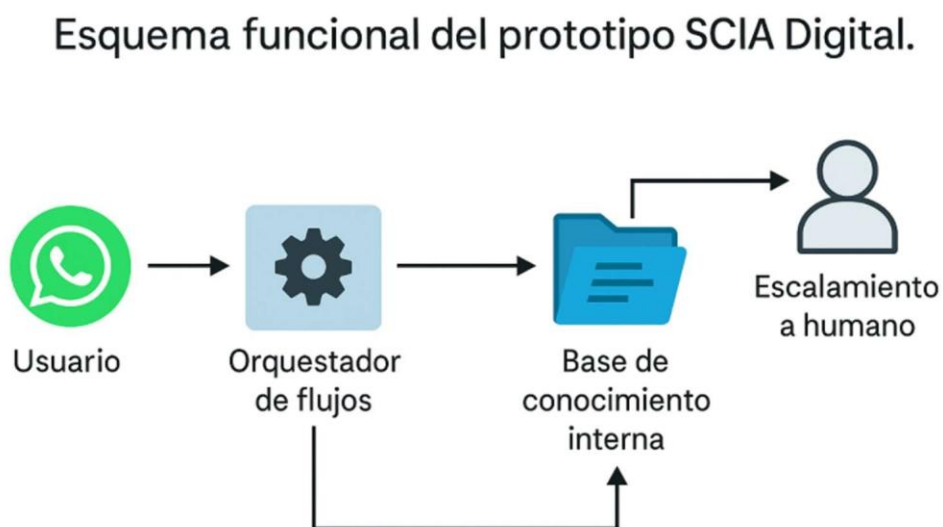 Esquema funcional del prototipo SCIA Digital.
Usuario
Orquestador
de flujos
Base de
conocimiento
interna
Escalamiento
a humano